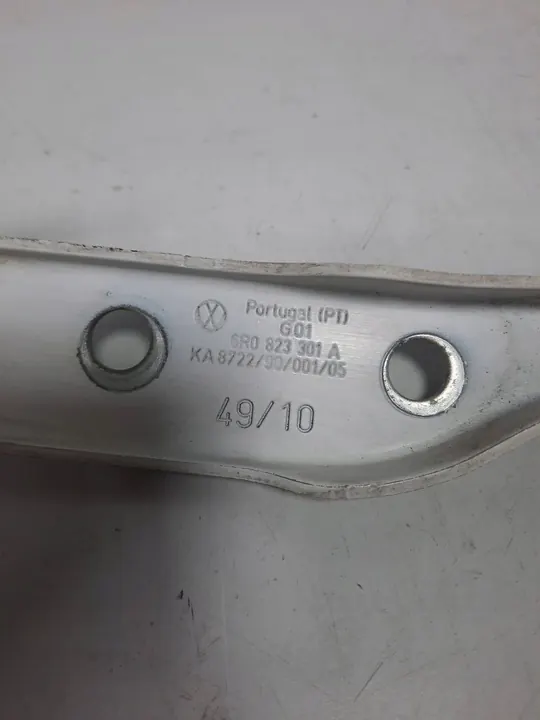 Portugal (PT)
G01
6R0 823 301 A
KA 8722/90/001/05
49/10